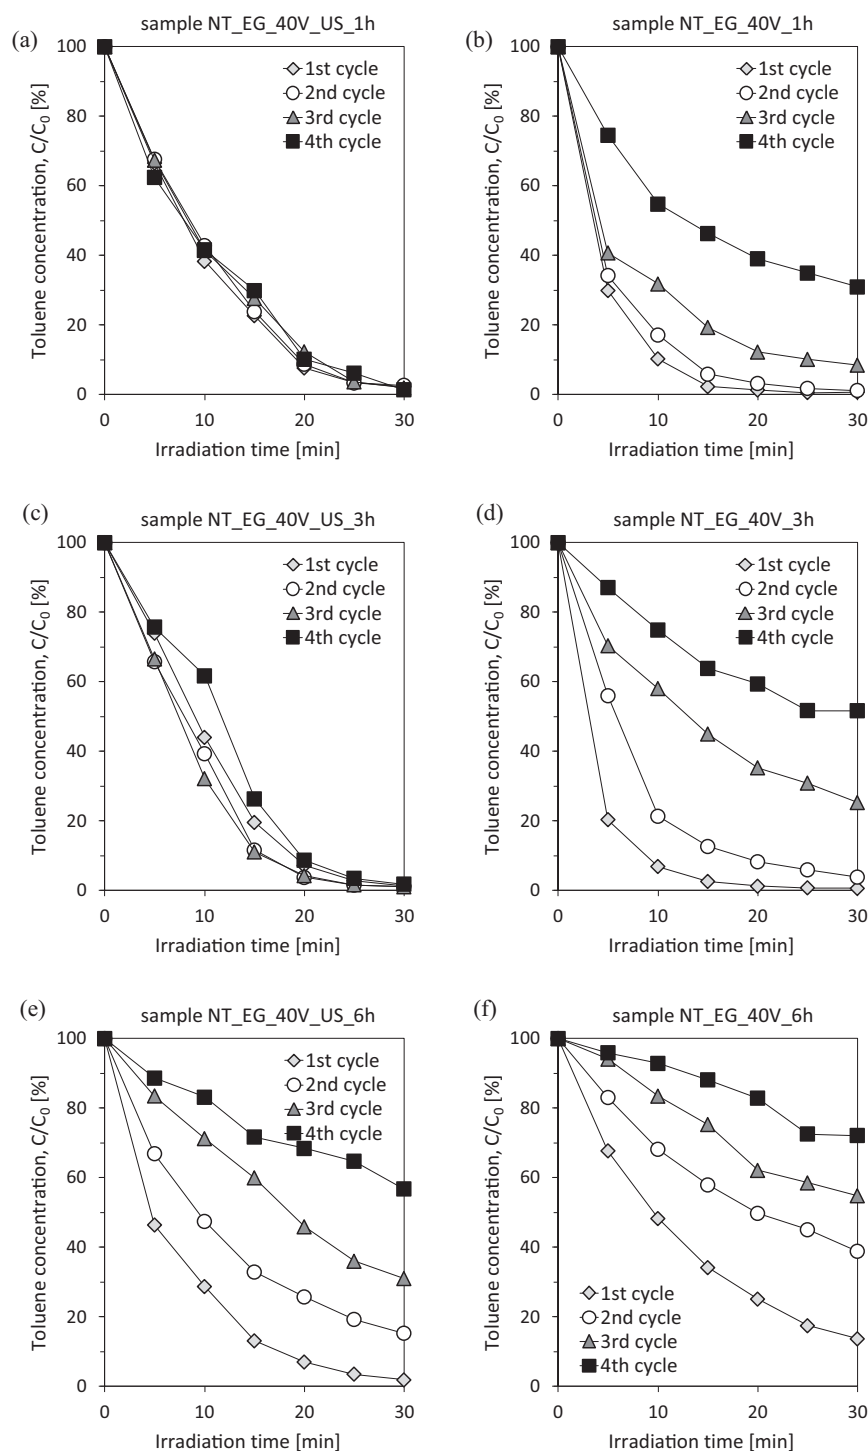 (a)
sample NT_EG_40V_US_1h
Toluene concentration, C/C₀ [%]
100
80
60
40
20
0
1st cycle
2nd cycle
3rd cycle
4th cycle
0 10 20 30
Irradiation time [min]
(b)
sample NT_EG_40V_1h
Toluene concentration, C/C₀ [%]
100
80
60
40
20
0
1st cycle
2nd cycle
3rd cycle
4th cycle
0 10 20 30
Irradiation time [min]
(c)
sample NT_EG_40V_US_3h
Toluene concentration, C/C₀ [%]
100
80
60
40
20
0
1st cycle
2nd cycle
3rd cycle
4th cycle
0 10 20 30
Irradiation time [min]
(d)
sample NT_EG_40V_3h
Toluene concentration, C/C₀ [%]
100
80
60
40
20
0
1st cycle
2nd cycle
3rd cycle
4th cycle
0 10 20 30
Irradiation time [min]
(e)
sample NT_EG_40V_US_6h
Toluene concentration, C/C₀ [%]
100
80
60
40
20
0
1st cycle
2nd cycle
3rd cycle
4th cycle
0 10 20 30
Irradiation time [min]
(f)
sample NT_EG_40V_6h
Toluene concentration, C/C₀ [%]
100
80
60
40
20
0
1st cycle
2nd cycle
3rd cycle
4th cycle
0 10 20 30
Irradiation time [min]